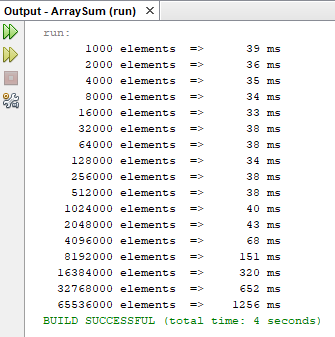 Output - ArraySum (run) ×
run:
1000 elements => 39 ms
2000 elements => 36 ms
4000 elements => 35 ms
8000 elements => 34 ms
16000 elements => 33 ms
32000 elements => 38 ms
64000 elements => 38 ms
128000 elements => 34 ms
256000 elements => 38 ms
512000 elements => 38 ms
1024000 elements => 40 ms
2048000 elements => 43 ms
4096000 elements => 68 ms
8192000 elements => 151 ms
16384000 elements => 320 ms
32768000 elements => 652 ms
65536000 elements => 1256 ms
BUILD SUCCESSFUL (total time: 4 seconds)